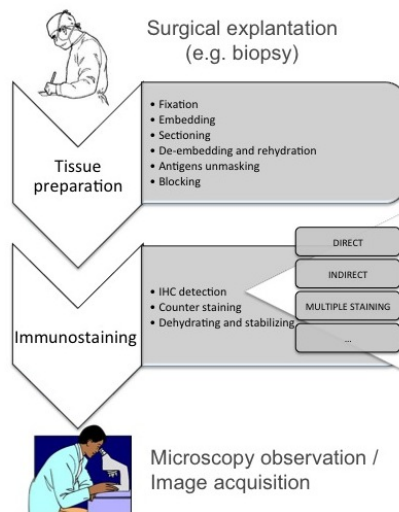 Surgical explantation
(e.g. biopsy)
Tissue
preparation
• Fixation
• Embedding
• Sectioning
• De-embedding and rehydration
• Antigens unmasking
• Blocking
Immunostaining
• IHC detection
• Counter staining
• Dehydrating and stabilizing
DIRECT
INDIRECT
MULTIPLE STAINING
...
Microscopy observation /
Image acquisition